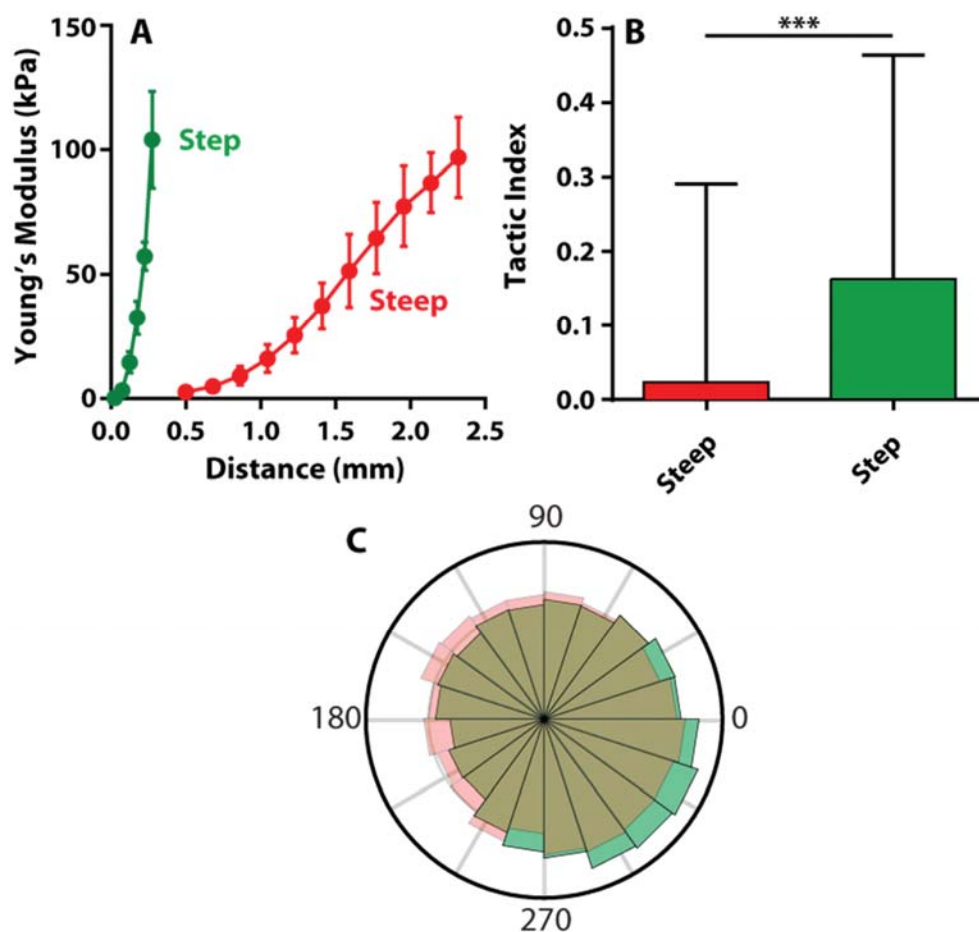 A
Young's Modulus (kPa)
150
100
50
0
Step
Steep
0.0 0.5 1.0 1.5 2.0 2.5
Distance (mm)
B
***
Tactic Index
0.5
0.4
0.3
0.2
0.1
0.0
Steep Step
C
90
180
0
270